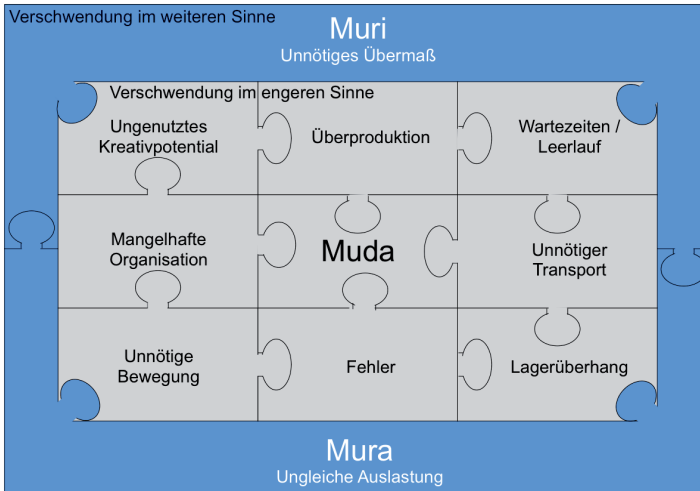 Verschwendung im weiteren Sinne
Muri
Unnötiges Übermaß
Verschwendung im engeren Sinne
Ungenutztes
Kreativpotential
Überproduktion
Wartezeiten /
Leerlauf
Mangelhafte
Organisation
Muda
Unnötiger
Transport
Unnötige
Bewegung
Fehler
Lagerüberhang
Mura
Ungleiche Auslastung